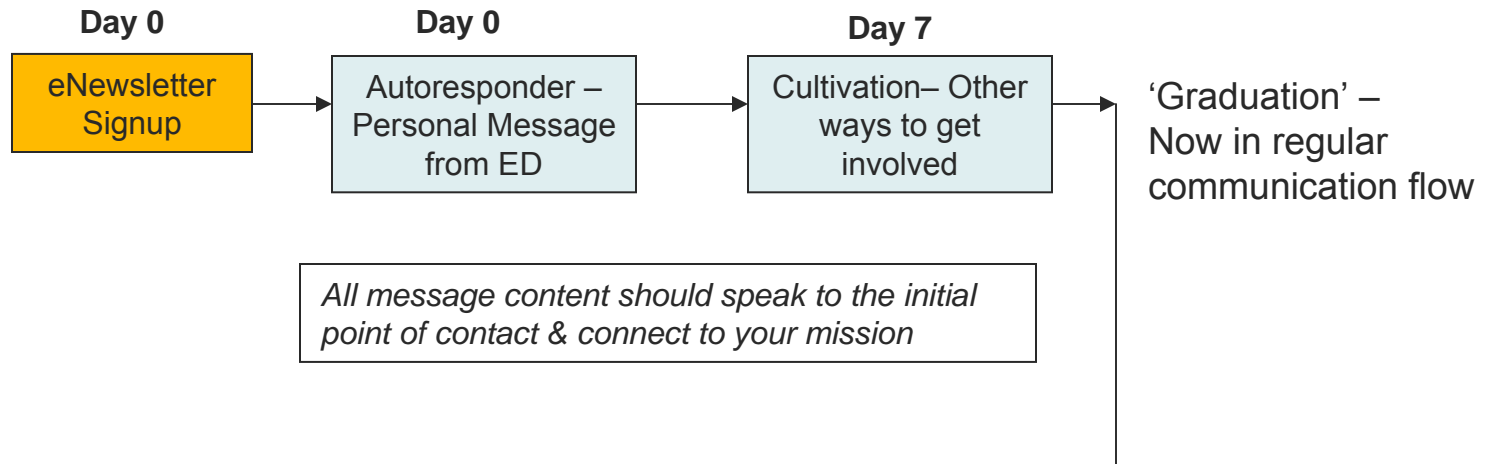 Day 0
Day 0
Day 7
eNewsletter
Signup
Autoresponder –
Personal Message
from ED
Cultivation– Other
ways to get
involved
‘Graduation’ –
Now in regular
communication flow
All message content should speak to the initial
point of contact & connect to your mission